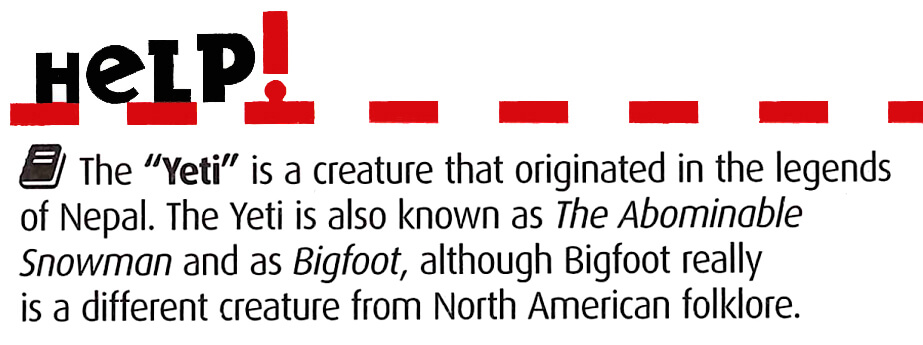 HeLP!
The “Yeti” is a creature that originated in the legends
of Nepal. The Yeti is also known as The Abominable
Snowman and as Bigfoot, although Bigfoot really
is a different creature from North American folklore.